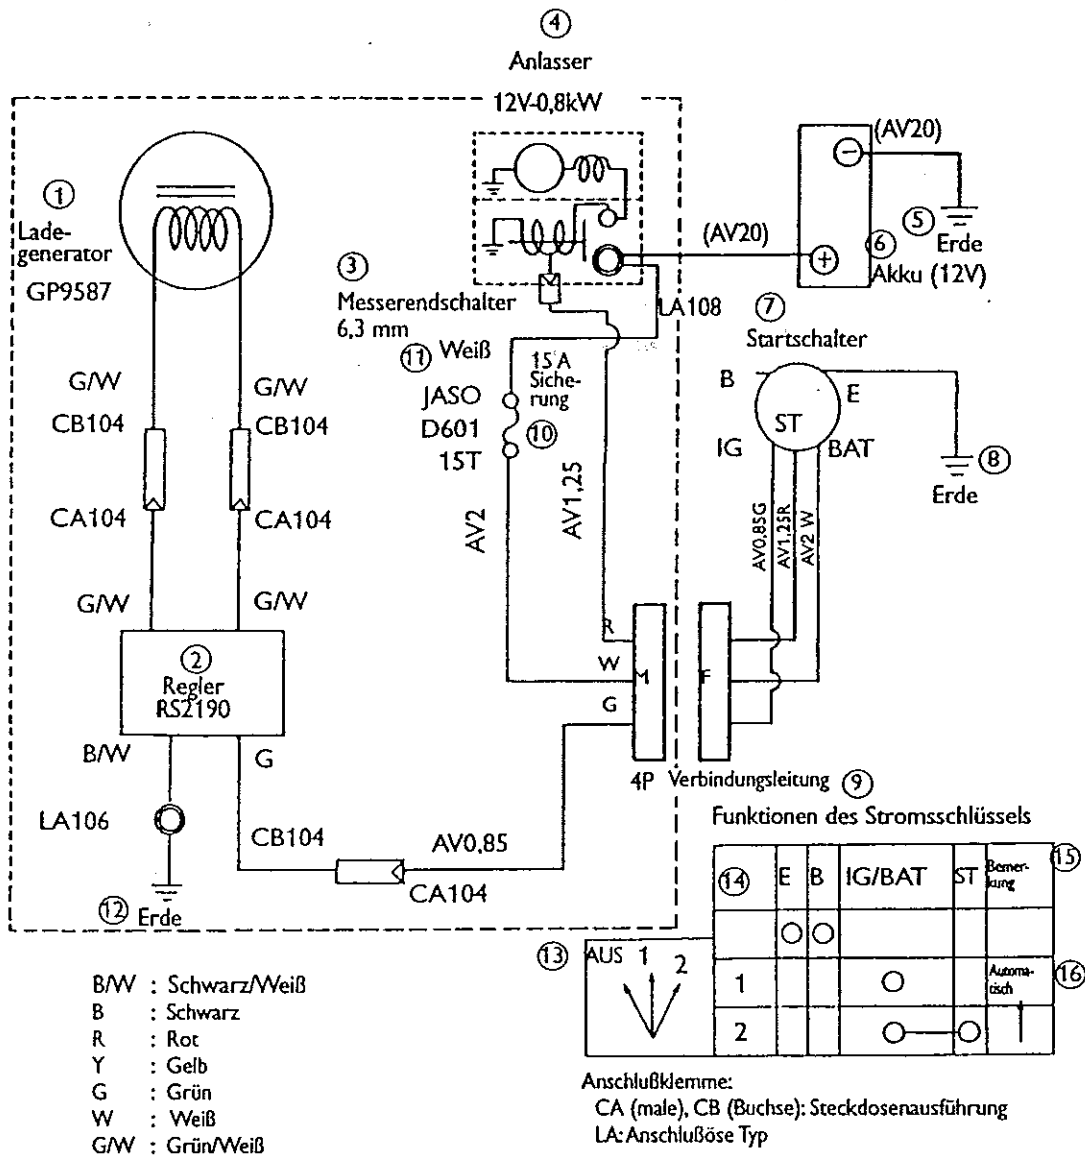 ④
Anlasser
12V-0,8kW
(AV20)
①
Lade-
generator
GP9587
③
Messerendschalter
6,3 mm
(AV20)
⑤
Erde
⑥
Akku (12V)
LA108
⑦
Startschalter
⑪ Weiß
15 A
Siche-
rung
JASO
D601
15T
⑩
G/W
G/W
CB104
CB104
B
E
ST
IG
BAT
⑧
Erde
CA104
CA104
AV2
AV1,25
AV0,85G
AV1,25R
AV2 W
G/W
G/W
②
Regler
RS2190
R
W
G
M
F
B/W
G
4P Verbindungsleitung ⑨
LA106
CB104
AV0,85
CA104
⑫ Erde
Funktionen des Stromsschlüssels
⑭ E B IG/BAT ST Bemer-
kung
⑮
⑬ AUS 1 2
1
Automa-
tisch
⑯
2
B/W : Schwarz/Weiß
B : Schwarz
R : Rot
Y : Gelb
G : Grün
W : Weiß
G/W : Grün/Weiß
Anschlußklemme:
CA (male), CB (Buchse): Steckdosenausführung
LA: Anschlußöse Typ